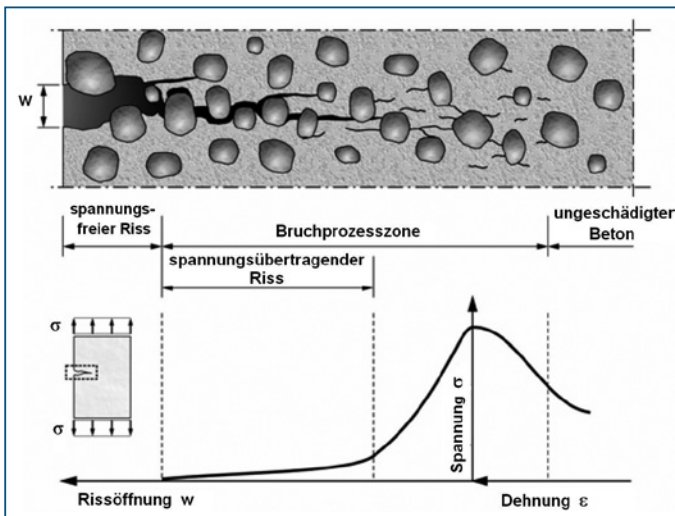 w
spannungs-
freier Riss
Bruchprozesszone
ungeschädigter
Beton
spannungsübertragender
Riss
σ
σ
Spannung σ
Rissöffnung w
Dehnung ε